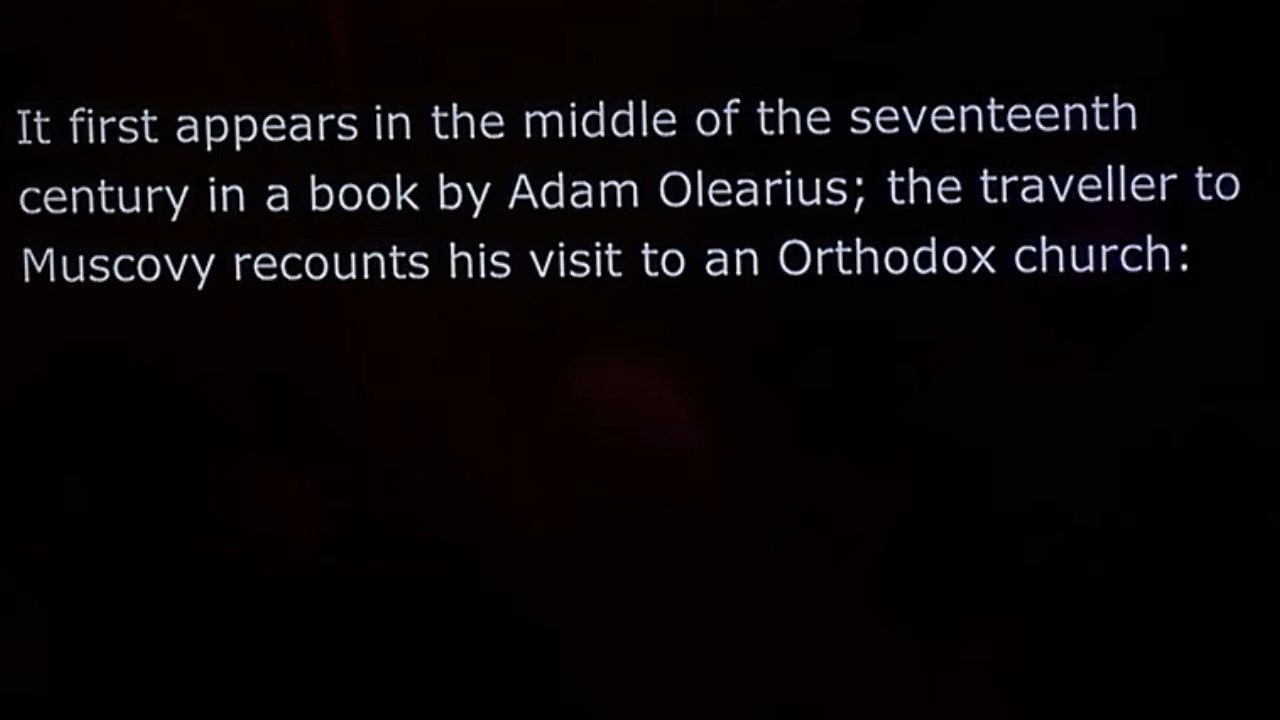 It first appears in the middle of the seventeenth
century in a book by Adam Olearius; the traveller to
Muscovy recounts his visit to an Orthodox church: